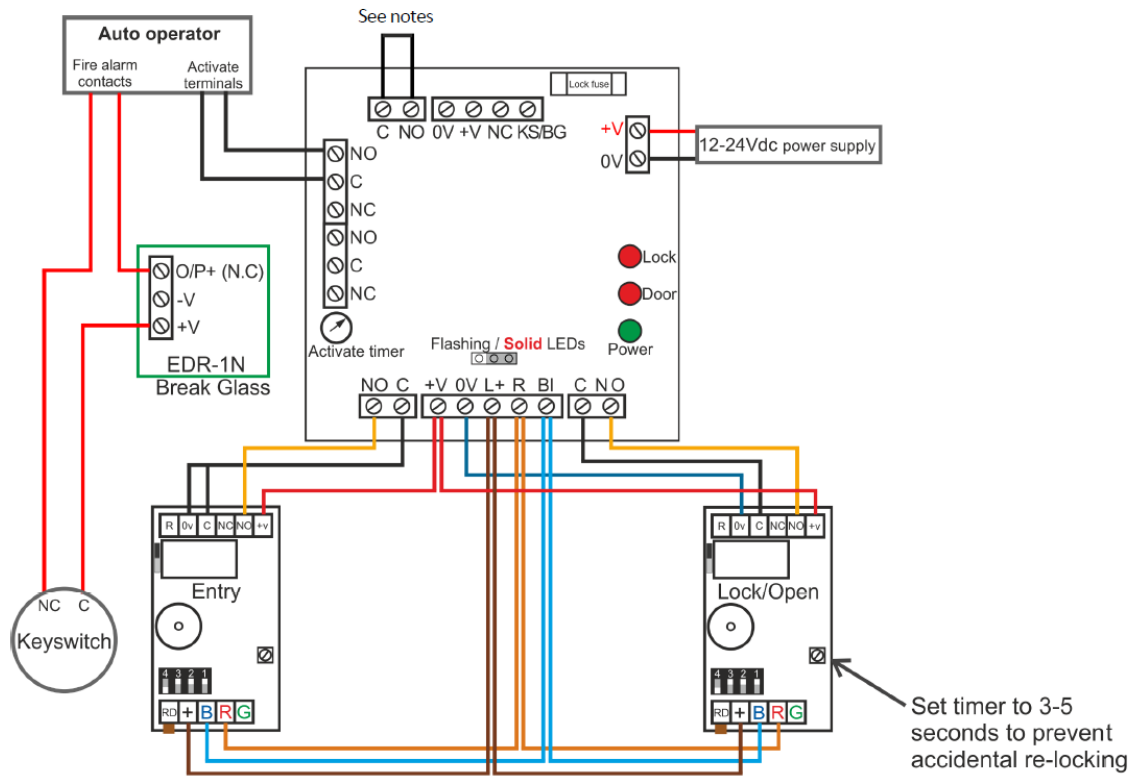 See notes
Auto operator
Fire alarm contacts
Activate terminals
Lock fuse
C NO
0V +V NC KS/BG
+V
0V
12-24Vdc power supply
NO
C
NC
NO
C
NC
Activate timer
Lock
Door
Power
O/P+ (N.C)
-V
+V
EDR-1N
Break Glass
Flashing / Solid LEDs
NO C
+V 0V L+ R Bl
C NO
R 0v C NC NO +v
Entry
4 3 2 1
RD + B R G
R 0v C NC NO +v
Lock/Open
4 3 2 1
RD + B R G
NC C
Keyswitch
Set timer to 3-5
seconds to prevent
accidental re-locking